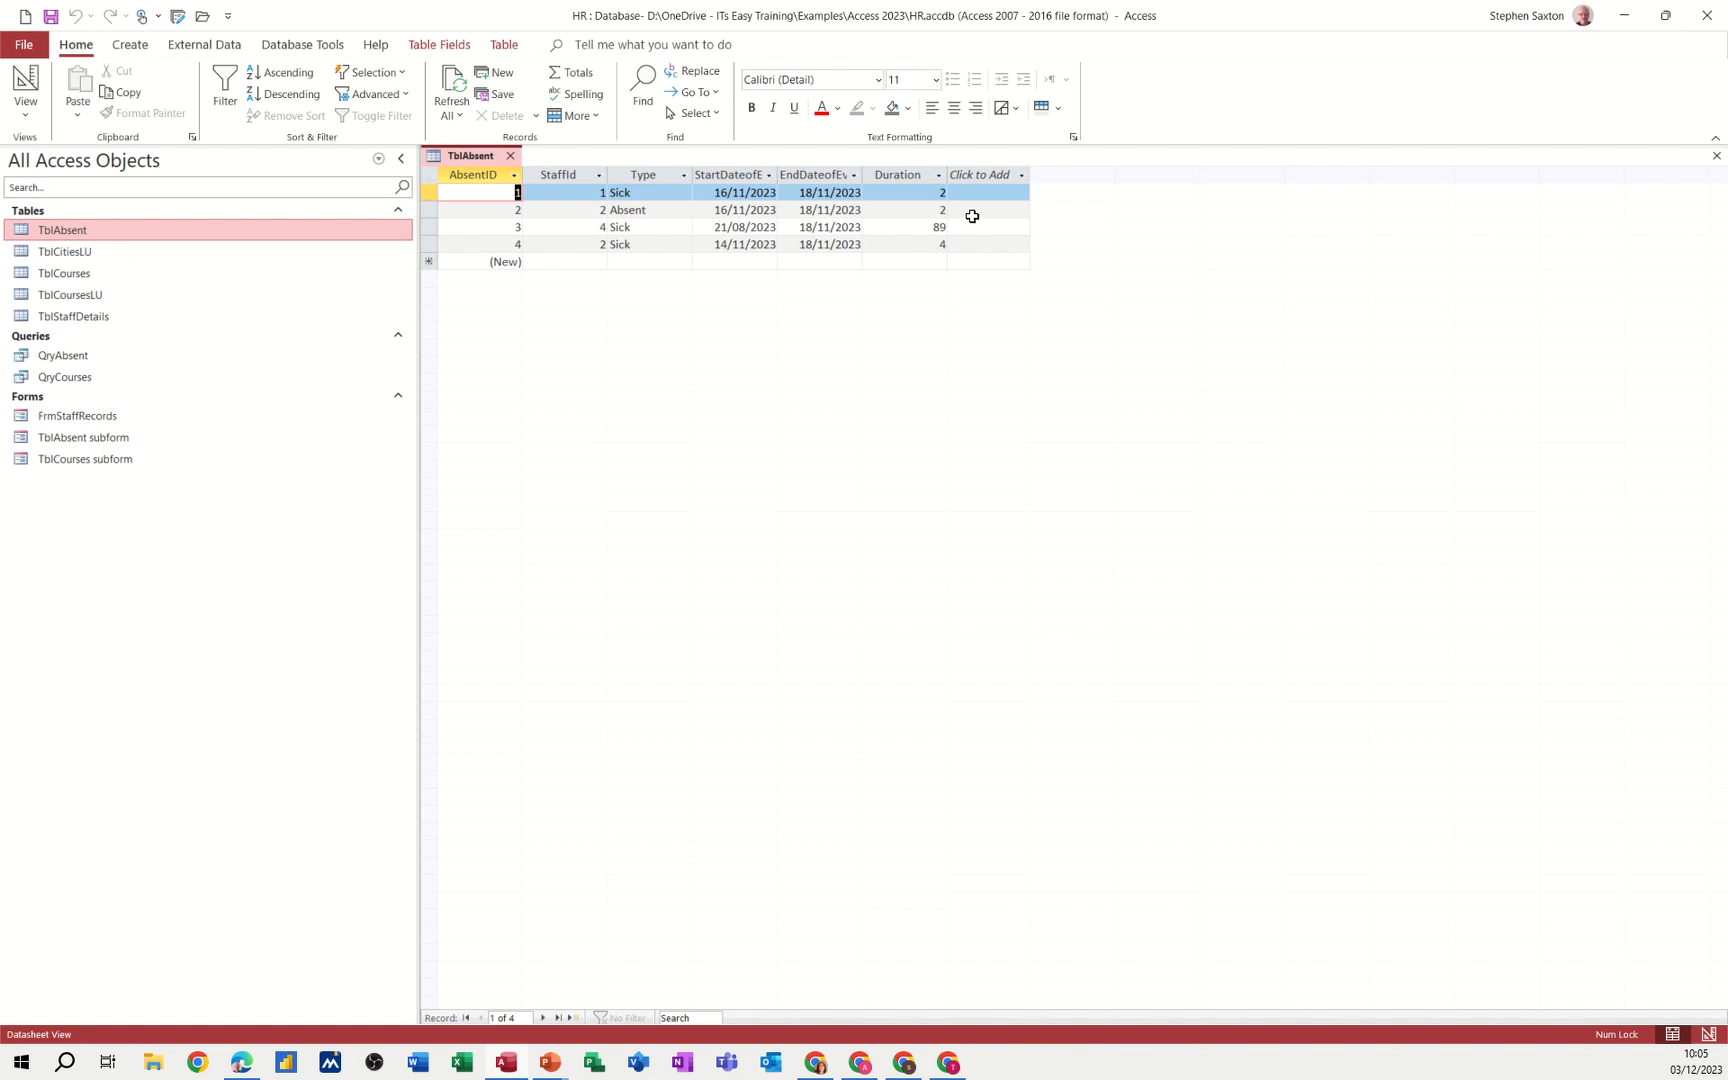 HR : Database- D:\OneDrive - ITs Easy Training\Examples\Access 2023\HR.accdb (Access 2007 - 2016 file format) - Access
Stephen Saxton
File Home Create External Data Database Tools Help Table Fields Table Tell me what you want to do
View
Views
Paste
Cut
Copy
Format Painter
Clipboard
Filter
Ascending
Descending
Remove Sort
Selection
Advanced
Toggle Filter
Sort & Filter
Refresh
All
New
Save
Delete
Totals
Spelling
More
Records
Find
Replace
Go To
Select
Find
Calibri (Detail) 11
B I U A
Text Formatting
All Access Objects
Search...
Tables
TblAbsent
TblCitiesLU
TblCourses
TblCoursesLU
TblStaffDetails
Queries
QryAbsent
QryCourses
Forms
FrmStaffRecords
TblAbsent subform
TblCourses subform
TblAbsent
AbsentID StaffId Type StartDateofE EndDateofEv Duration Click to Add
1 1 Sick 16/11/2023 18/11/2023 2
2 2 Absent 16/11/2023 18/11/2023 2
3 4 Sick 21/08/2023 18/11/2023 89
4 2 Sick 14/11/2023 18/11/2023 4
(New)
Record: 1 of 4 No Filter Search
Datasheet View
Num Lock
10:05
03/12/2023